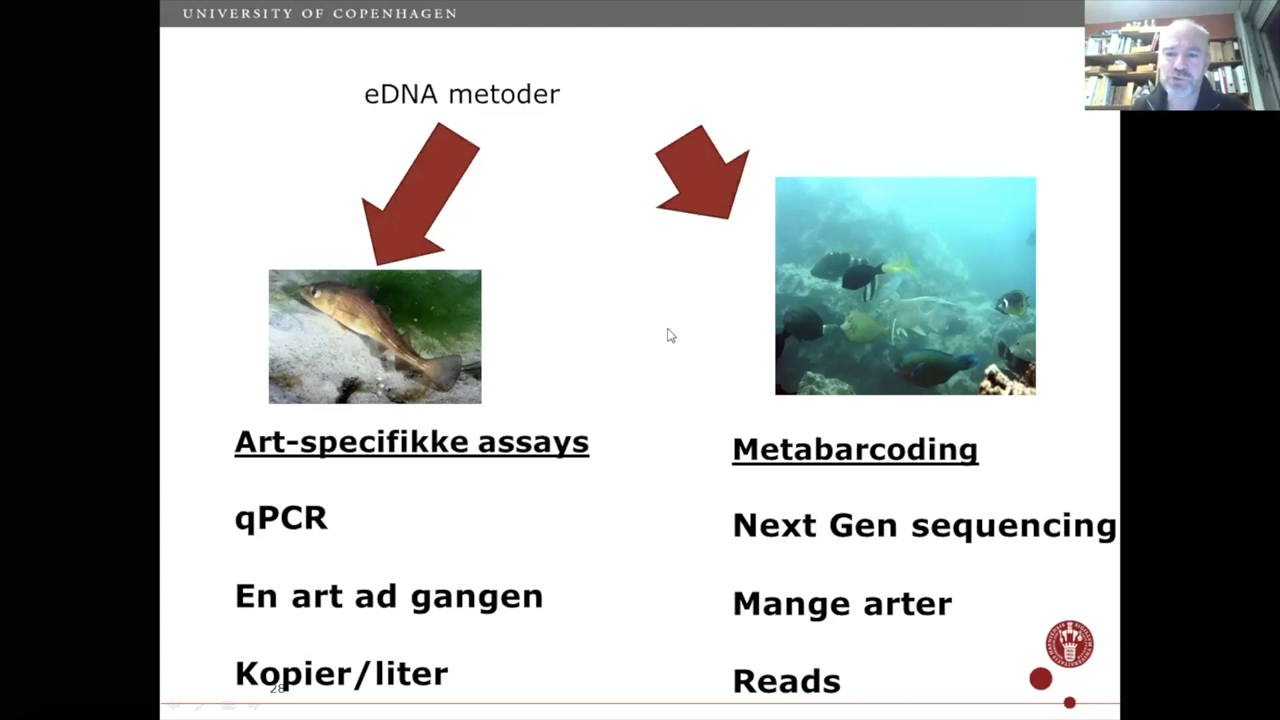 UNIVERSITY OF COPENHAGEN
eDNA metoder
Art-specifikke assays
qPCR
En art ad gangen
Kopier/liter
28
Metabarcoding
Next Gen sequencing
Mange arter
Reads